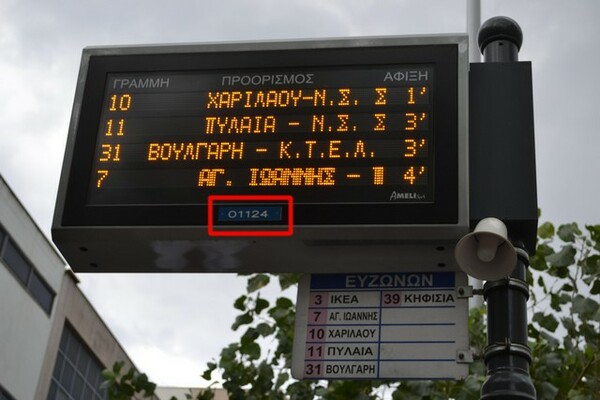 ΓΡΑΜΜΗ ΠΡΟΟΡΙΣΜΟΣ ΑΦΙΞΗ
10 ΧΑΡΙΛΑΟΥ-Ν.Σ. Σ 1'
11 ΠΥΛΑΙΑ - Ν.Σ. Σ 3'
31 ΒΟΥΛΓΑΡΗ - Κ.Τ.Ε.Λ. 3'
7 ΑΓ. ΙΩΑΝΝΗΣ - Π 4'
AMELI S.A
01124
ΕΥΖΩΝΩΝ
3 ΙΚΕΑ 39 ΚΗΦΙΣΙΑ
7 ΑΓ. ΙΩΑΝΝΗΣ
10 ΧΑΡΙΛΑΟΥ
11 ΠΥΛΑΙΑ
31 ΒΟΥΛΓΑΡΗ